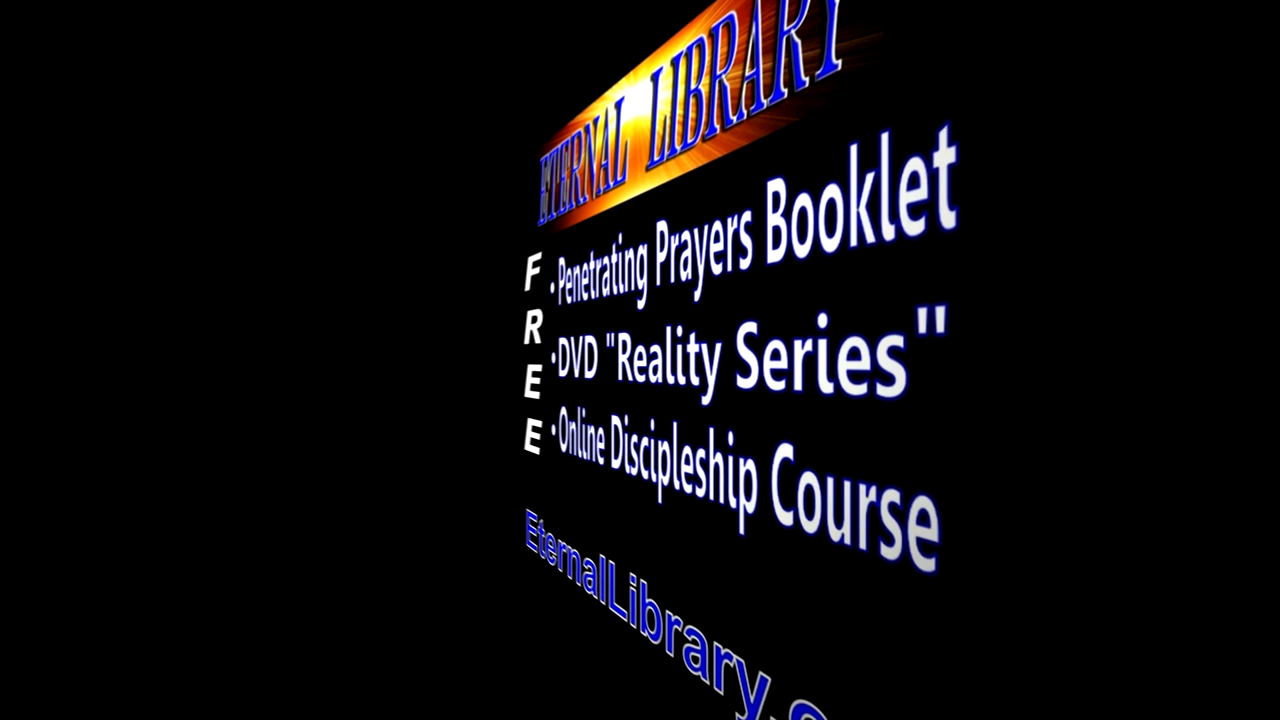 ETERNAL LIBRARY
FREE
· Penetrating Prayers Booklet
· DVD "Reality Series"
· Online Discipleship Course
EternalLibrary.